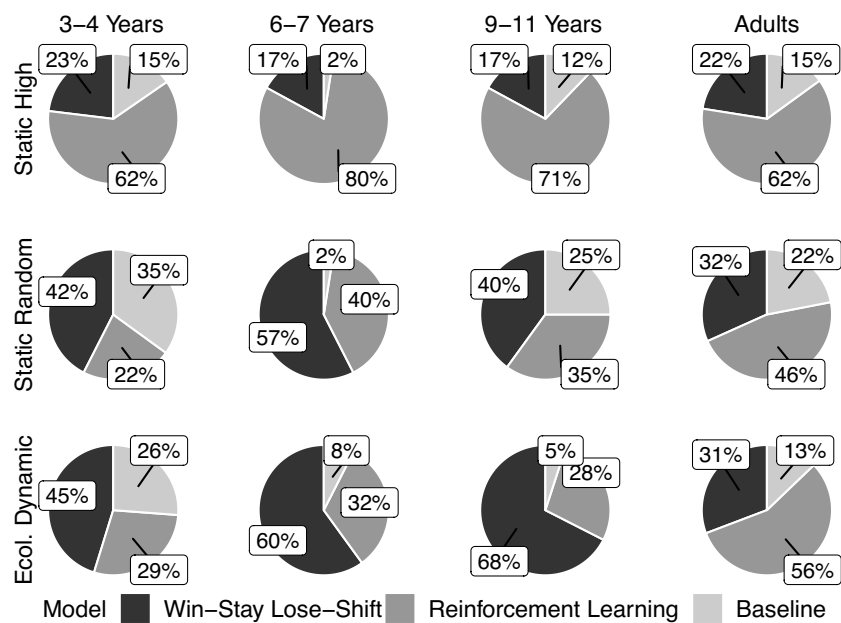 3–4 Years 6–7 Years 9–11 Years Adults
Static High
23% 15% 17% 2% 17% 12% 22% 15%
62% 80% 71% 62%
Static Random
42% 35% 57% 2% 40% 40% 25% 32% 22%
22% 35% 46%
Ecol. Dynamic
45% 26% 60% 8% 32% 68% 5% 28% 31% 13%
29% 56%
Model Win–Stay Lose–Shift Reinforcement Learning Baseline